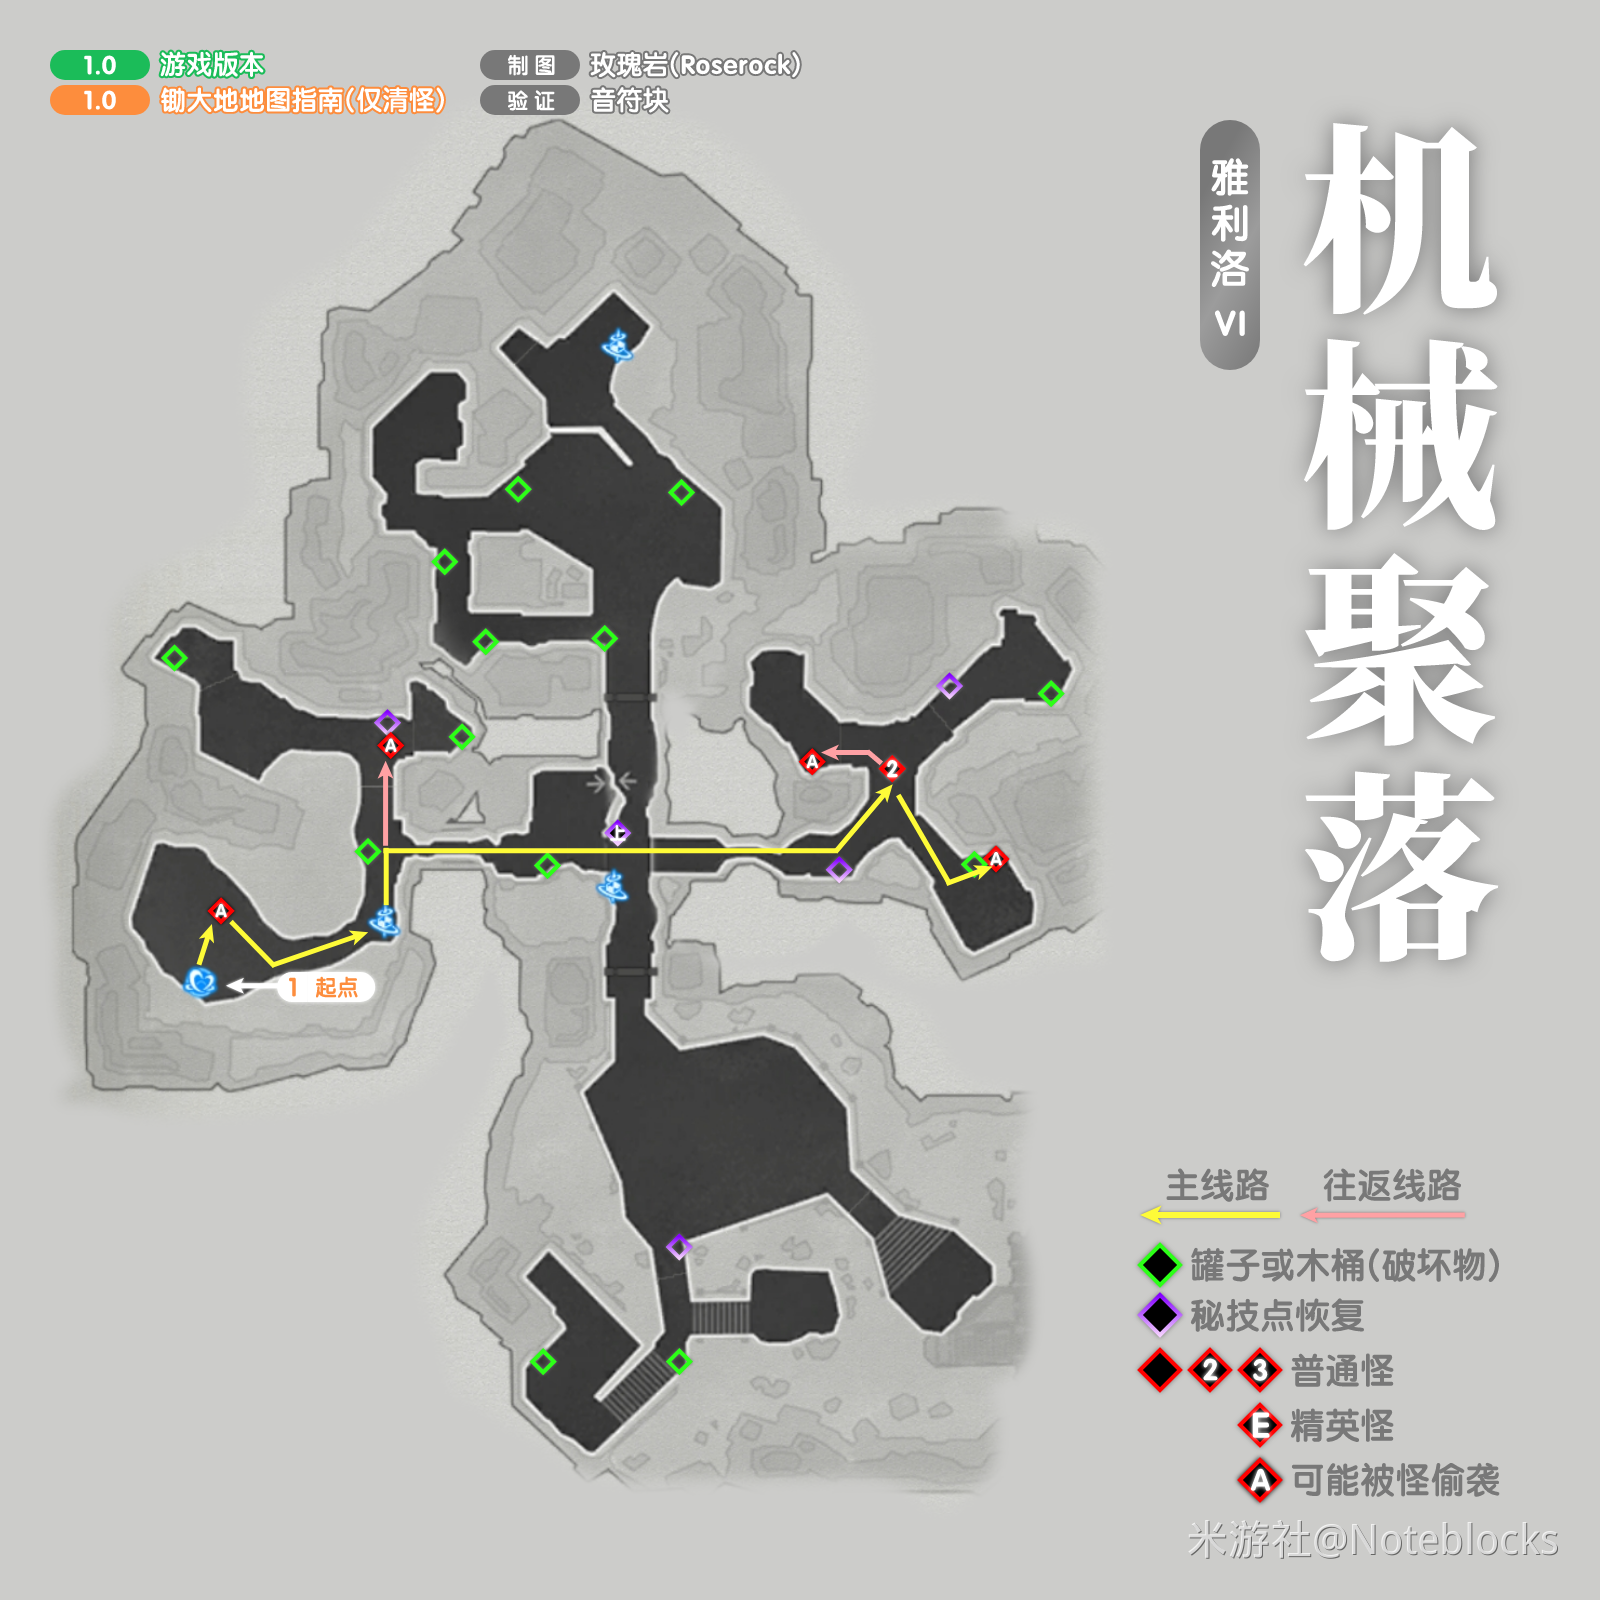 1.0 游戏版本
1.0 锄大地地图指南(仅清怪)
制图 玫瑰岩(Roserock)
验证 音符块
雅利洛 VI
机械聚落
A
上
A
2
A
A
1 起点
主线路
往返线路
罐子或木桶(破坏物)
秘技点恢复
2 3 普通怪
E 精英怪
A 可能被怪偷袭
米游社@Noteblocks